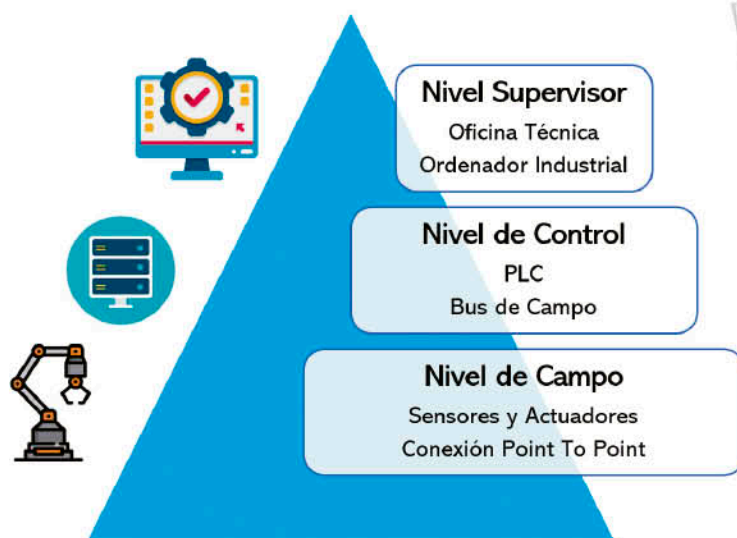 Nivel Supervisor
Oficina Técnica
Ordenador Industrial
Nivel de Control
PLC
Bus de Campo
Nivel de Campo
Sensores y Actuadores
Conexión Point To Point